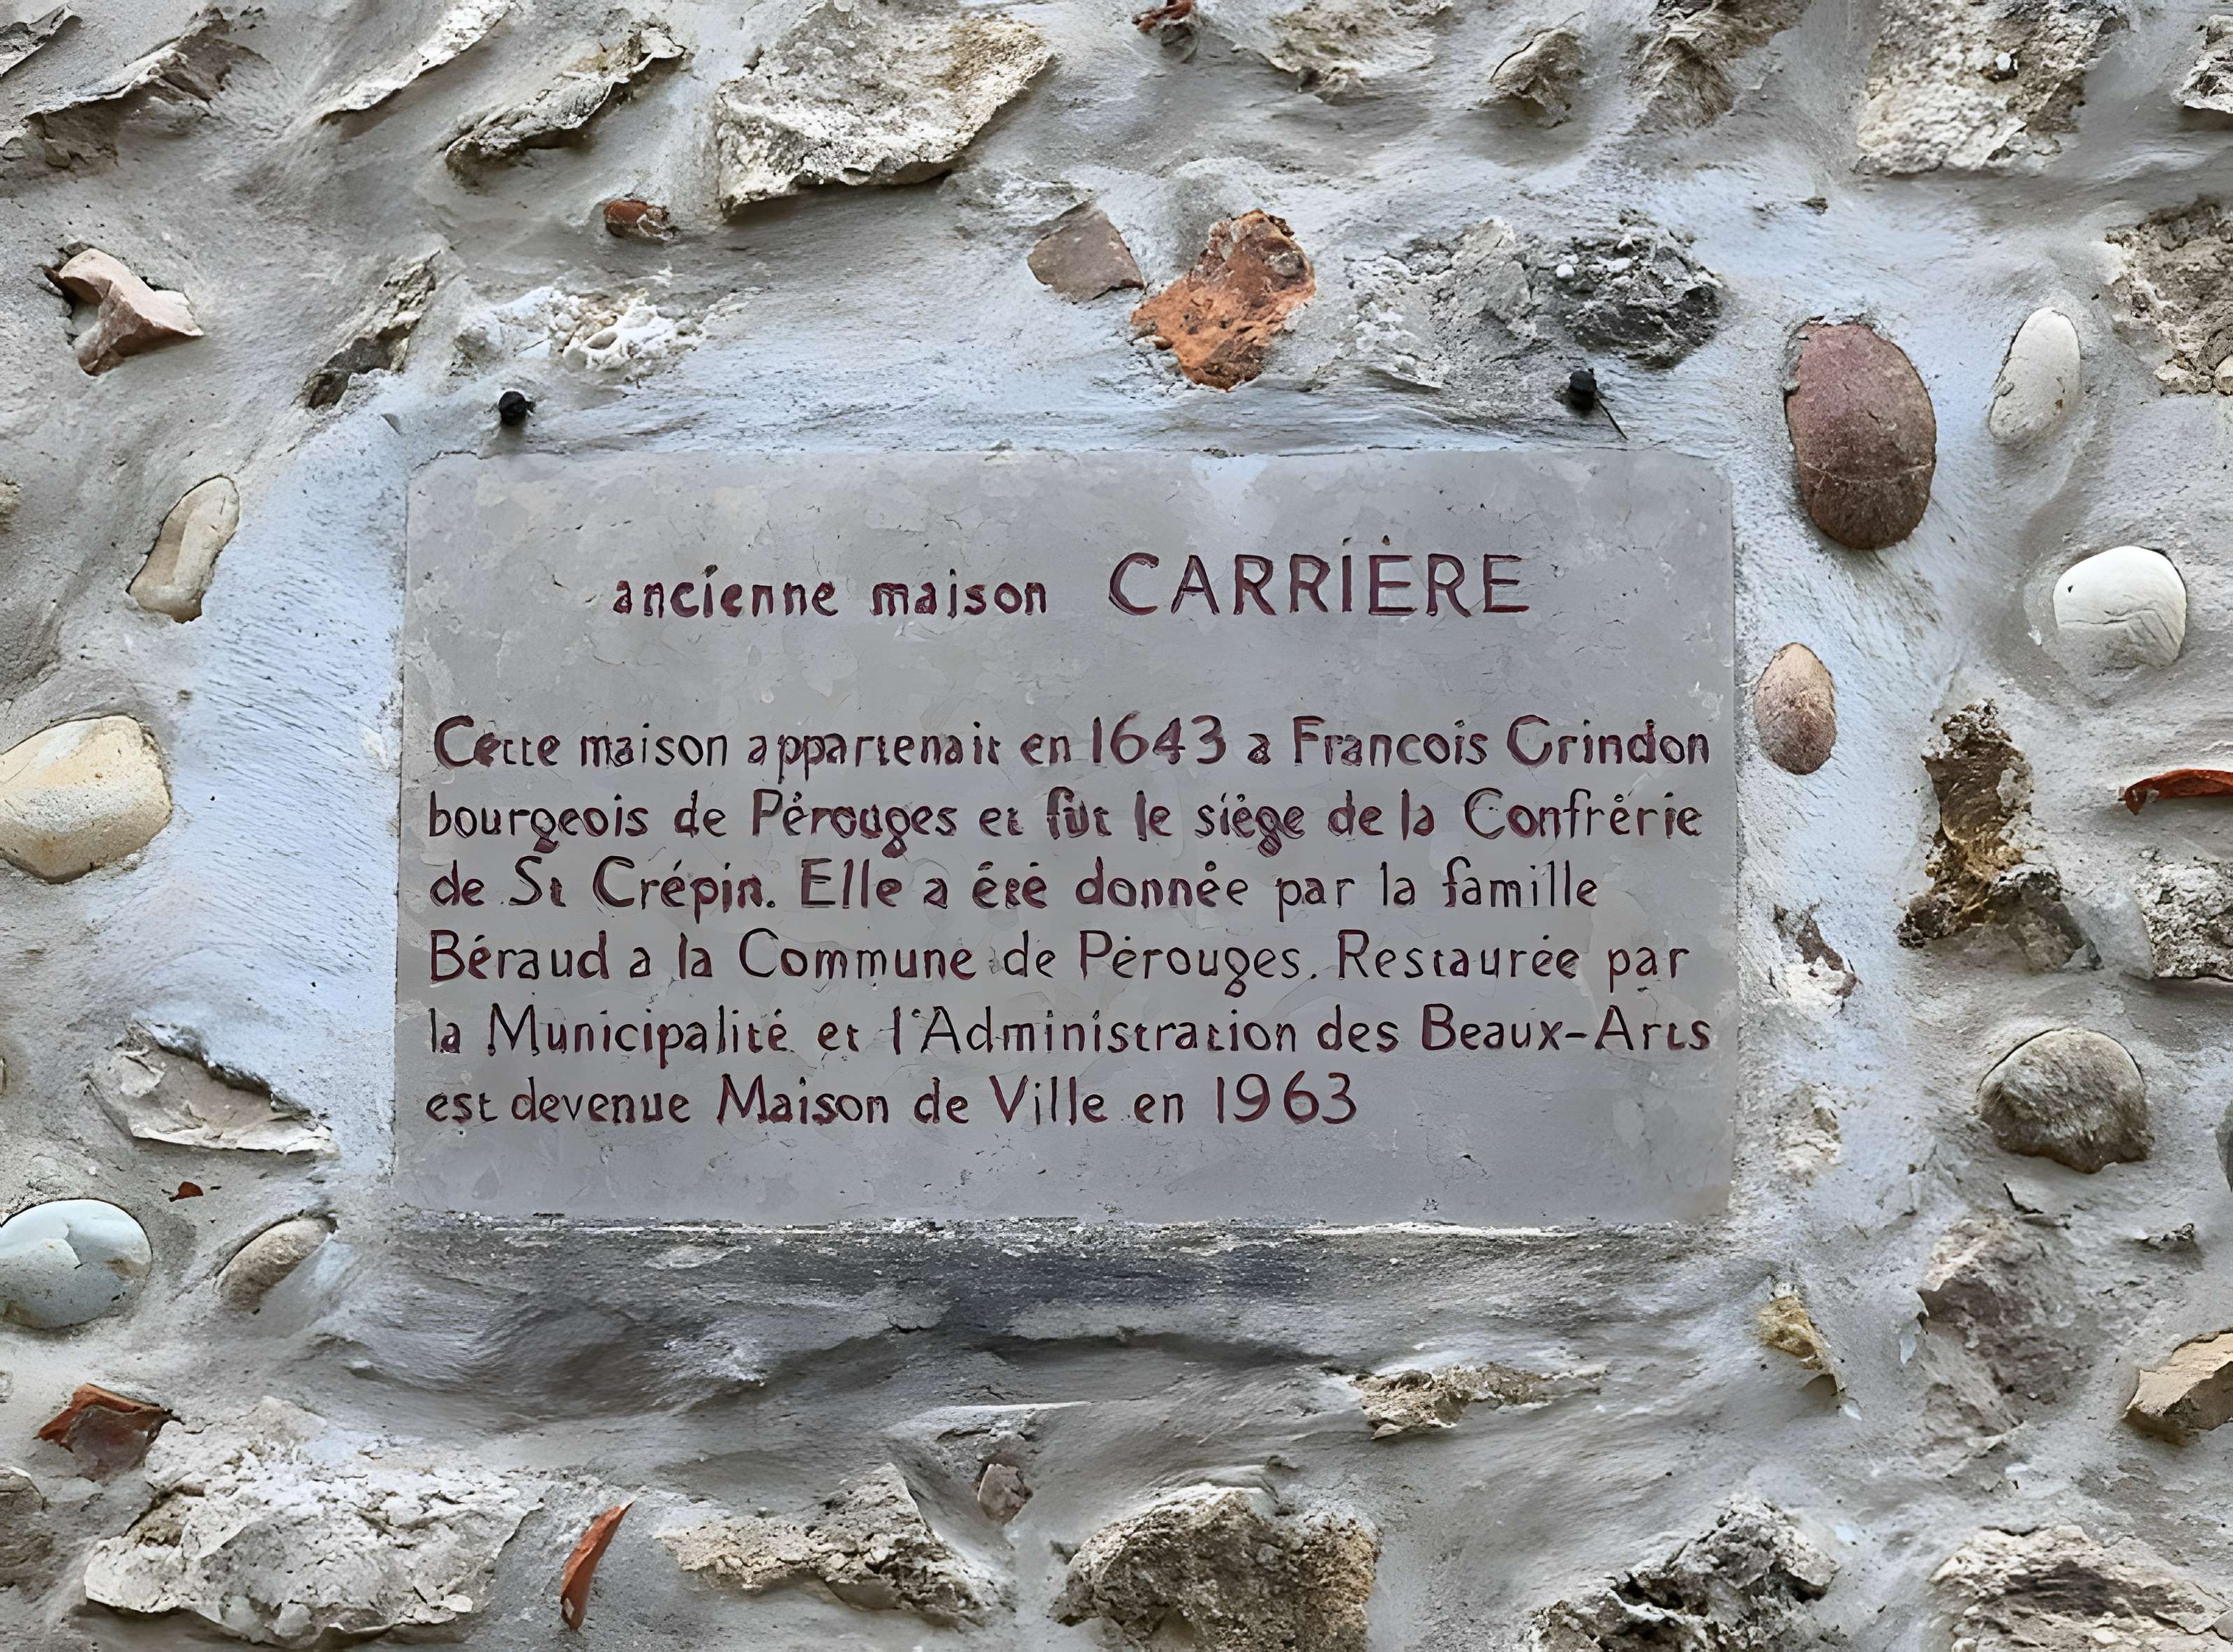 ancienne maison CARRIÈRE
Cette maison appartenait en 1643 a Francois Grindon
bourgeois de Pérouges et fut le siège de la Confrérie
de St Crépin. Elle a été donnée par la famille
Béraud a la Commune de Pérouges. Restaurée par
la Municipalité et l'Administration des Beaux-Arts
est devenue Maison de Ville en 1963